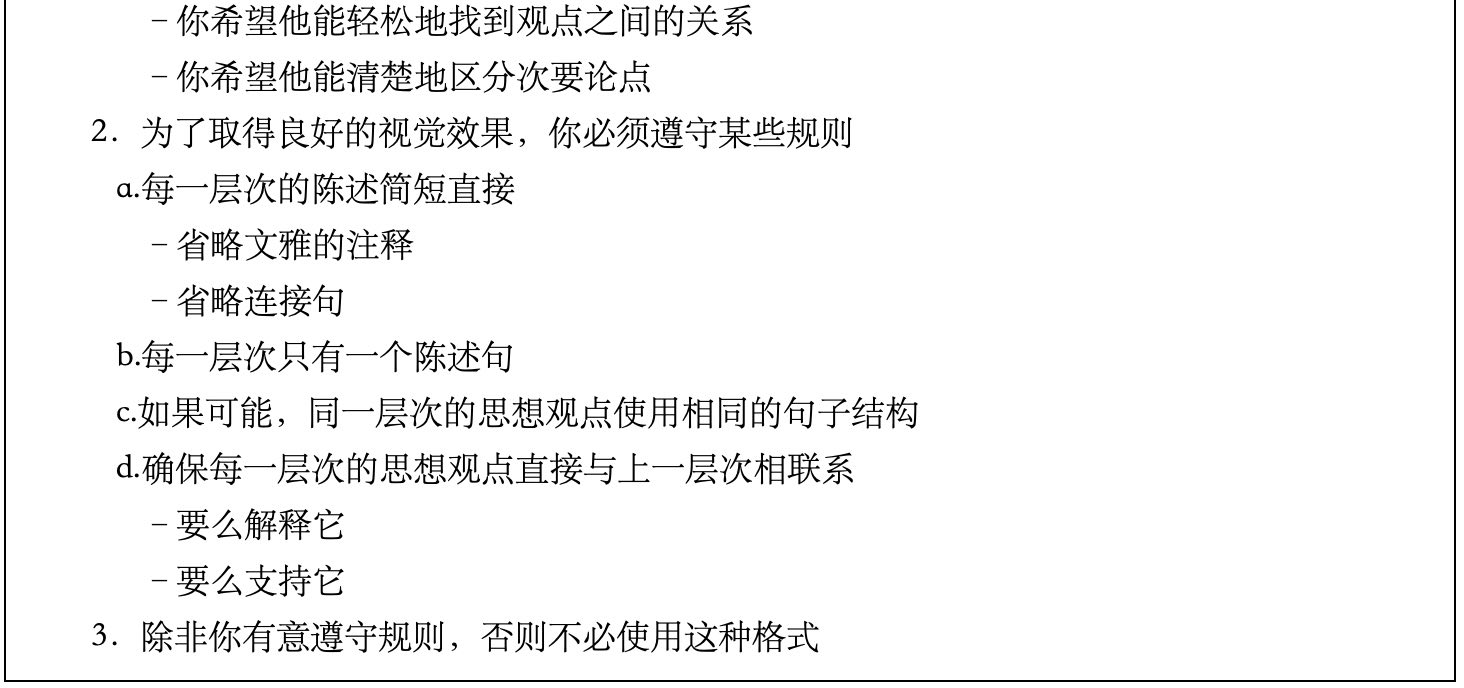 – 你希望他能轻松地找到观点之间的关系
– 你希望他能清楚地区分次要论点
2. 为了取得良好的视觉效果，你必须遵守某些规则
a.每一层次的陈述简短直接
– 省略文雅的注释
– 省略连接句
b.每一层次只有一个陈述句
c.如果可能，同一层次的思想观点使用相同的句子结构
d.确保每一层次的思想观点直接与上一层次相联系
– 要么解释它
– 要么支持它
3. 除非你有意遵守规则，否则不必使用这种格式